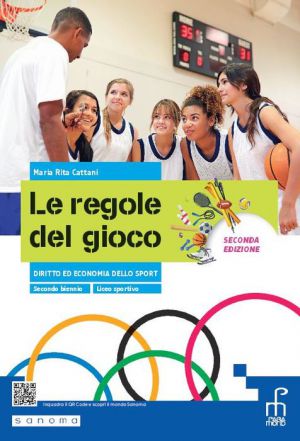 Maria Rita Cattani
Le regole
del gioco
SECONDA
EDIZIONE
DIRITTO ED ECONOMIA DELLO SPORT
Secondo biennio
Liceo sportivo
Inquadra il QR Code e scopri il mondo Sanoma
sanoma